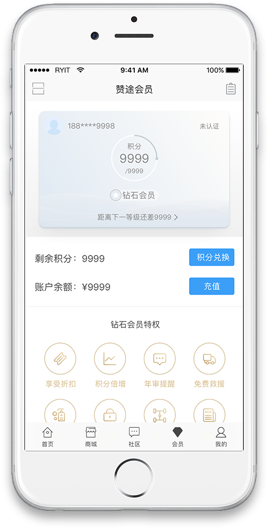 RYIT 9:41 AM 100%
赞途会员
188****9998 未认证
积分
9999
/9999
钻石会员
距离下一等级还差9999 >
剩余积分：9999 积分兑换
账户余额：¥9999 充值
钻石会员特权
享受折扣 积分倍增 年审提醒 免费救援
首页 商城 社区 会员 我的